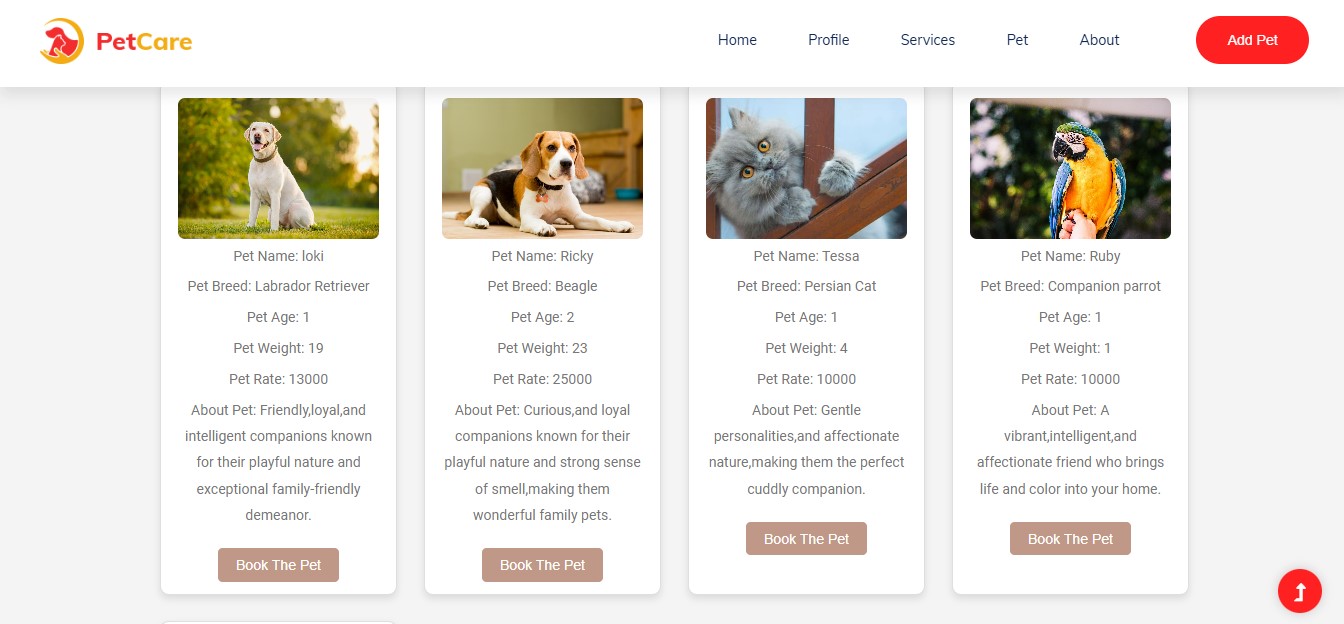 PetCare
Home Profile Services Pet About Add Pet
Pet Name: loki
Pet Breed: Labrador Retriever
Pet Age: 1
Pet Weight: 19
Pet Rate: 13000
About Pet: Friendly,loyal,and
intelligent companions known
for their playful nature and
exceptional family-friendly
demeanor.
Book The Pet
Pet Name: Ricky
Pet Breed: Beagle
Pet Age: 2
Pet Weight: 23
Pet Rate: 25000
About Pet: Curious,and loyal
companions known for their
playful nature and strong sense
of smell,making them
wonderful family pets.
Book The Pet
Pet Name: Tessa
Pet Breed: Persian Cat
Pet Age: 1
Pet Weight: 4
Pet Rate: 10000
About Pet: Gentle
personalities,and affectionate
nature,making them the perfect
cuddly companion.
Book The Pet
Pet Name: Ruby
Pet Breed: Companion parrot
Pet Age: 1
Pet Weight: 1
Pet Rate: 10000
About Pet: A
vibrant,intelligent,and
affectionate friend who brings
life and color into your home.
Book The Pet